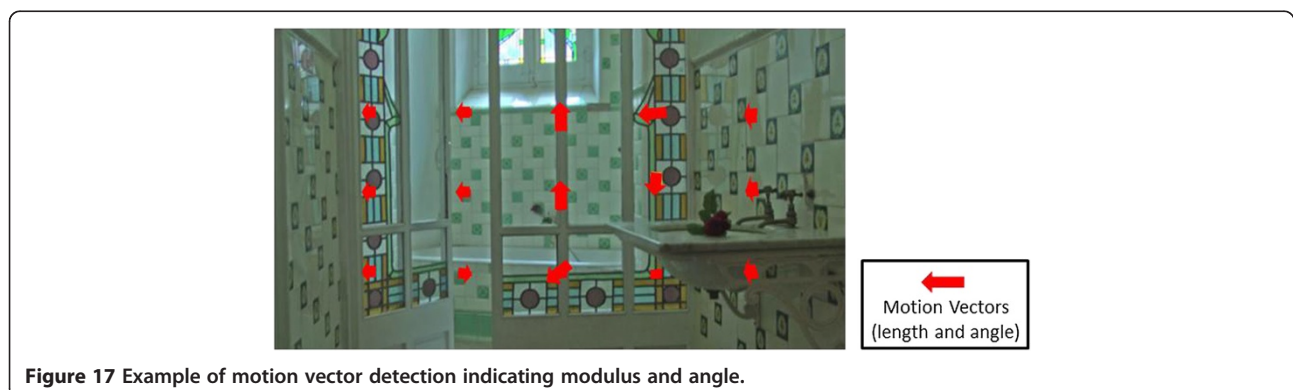 Motion Vectors
(length and angle)
Figure 17 Example of motion vector detection indicating modulus and angle.